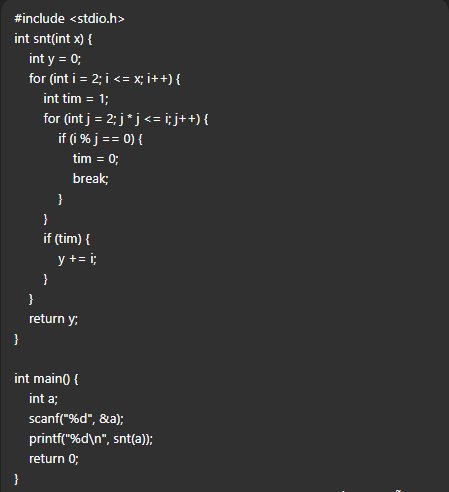 #include <stdio.h>
int snt(int x) {
    int y = 0;
    for (int i = 2; i <= x; i++) {
        int tim = 1;
        for (int j = 2; j * j <= i; j++) {
            if (i % j == 0) {
                tim = 0;
                break;
            }
        }
        if (tim) {
            y += i;
        }
    }
    return y;
}

int main() {
    int a;
    scanf("%d", &a);
    printf("%d\n", snt(a));
    return 0;
}